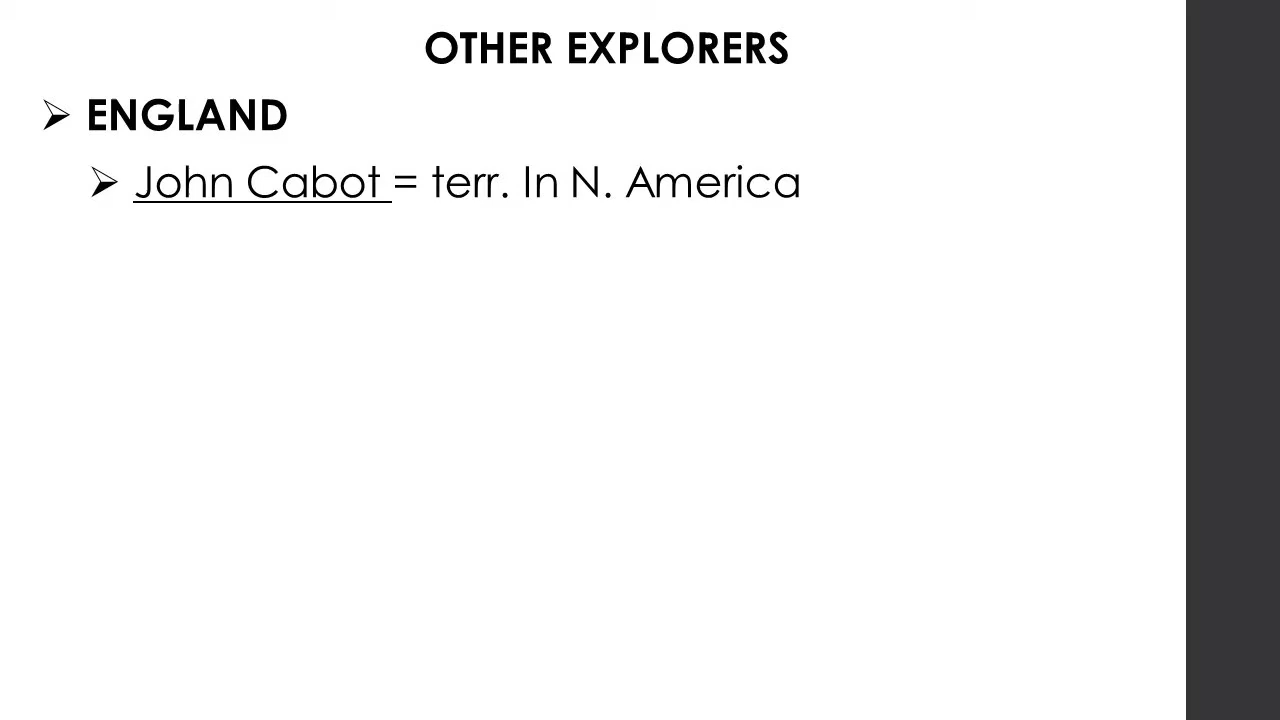 OTHER EXPLORERS
➢ ENGLAND
➢ John Cabot = terr. In N. America